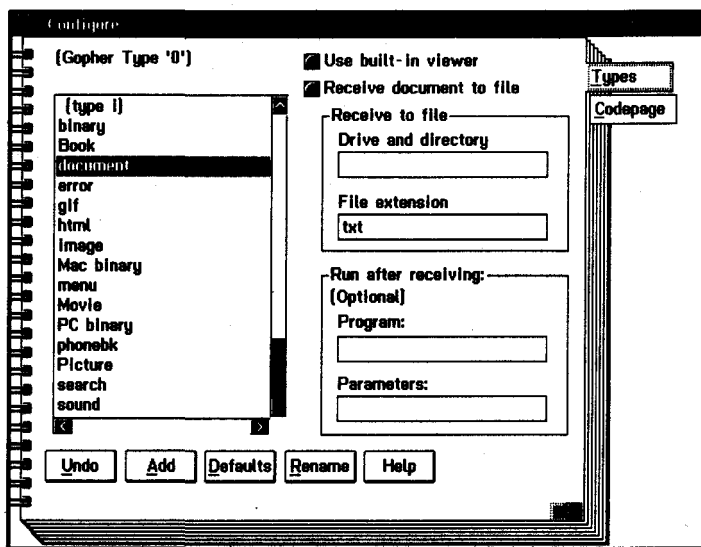 Configure
(Gopher Type '0')
Use built-in viewer
Receive document to file
Types
Codepage
(type i)
binary
Book
document
error
gif
html
image
Mac binary
menu
Movie
PC binary
phonebk
Picture
search
sound
Receive to file
Drive and directory
File extension
txt
Run after receiving:
(Optional)
Program:
Parameters:
Undo Add Defaults Rename Help